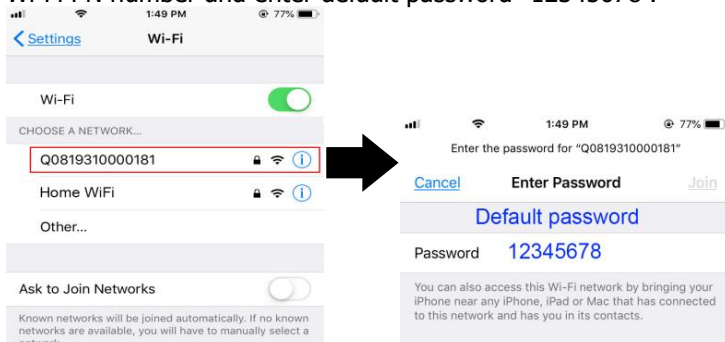 Wi-Fi PN number and enter default password "12345678".
1:49 PM
77%
Settings
Wi-Fi
Wi-Fi
CHOOSE A NETWORK...
Q0819310000181
Home WiFi
Other...
Ask to Join Networks
Known networks will be joined automatically. If no known
networks are available, you will have to manually select a
network.
1:49 PM
77%
Enter the password for “Q0819310000181”
Cancel
Enter Password
Join
Default password
Password
12345678
You can also access this Wi-Fi network by bringing your
iPhone near any iPhone, iPad or Mac that has connected
to this network and has you in its contacts.